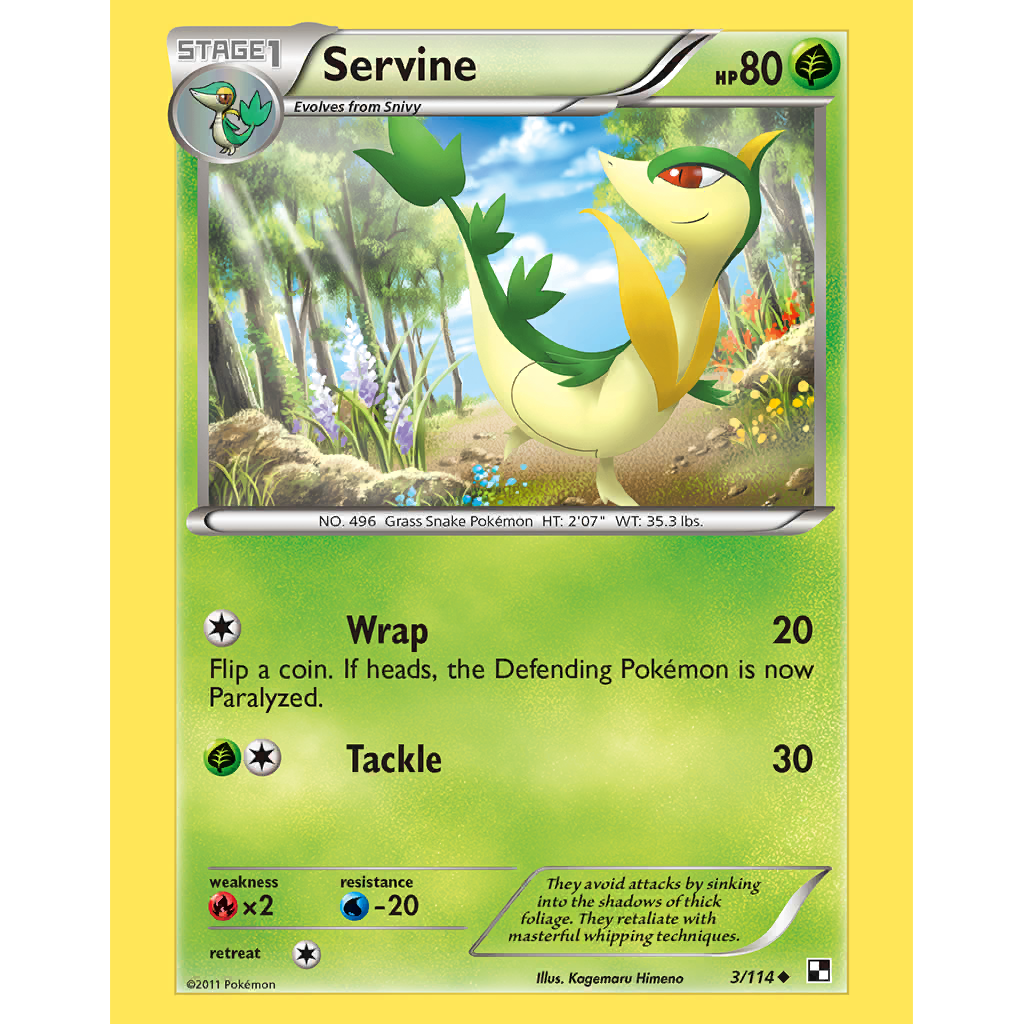 STAGE1
Servine
HP80
Evolves from Snivy
NO. 496 Grass Snake Pokémon HT: 2'07" WT: 35.3 lbs.
Wrap 20
Flip a coin. If heads, the Defending Pokémon is now
Paralyzed.
Tackle 30
weakness
×2
resistance
-20
retreat
They avoid attacks by sinking
into the shadows of thick
foliage. They retaliate with
masterful whipping techniques.
Illus. Kagemaru Himeno
3/114
©2011 Pokémon